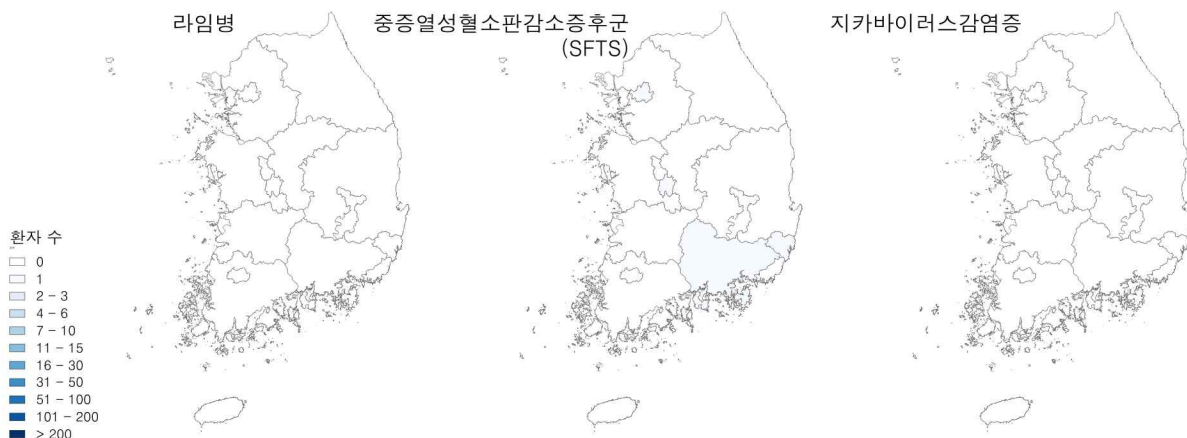 라임병
중증열성혈소판감소증후군
(SFTS)
지카바이러스감염증
환자 수
0
1
2 - 3
4 - 6
7 - 10
11 - 15
16 - 30
31 - 50
51 - 100
101 - 200
> 200